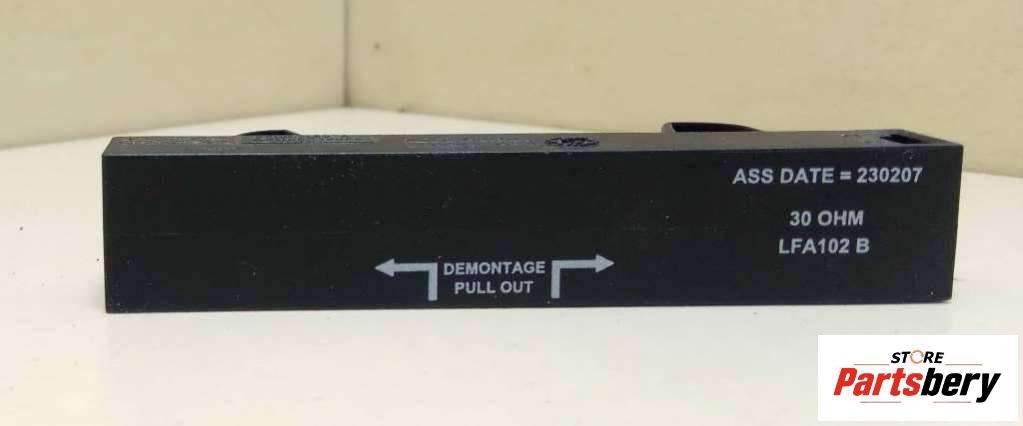 ASS DATE = 230207
30 OHM
LFA102 B
DEMONTAGE
PULL OUT
STORE
Partsbery